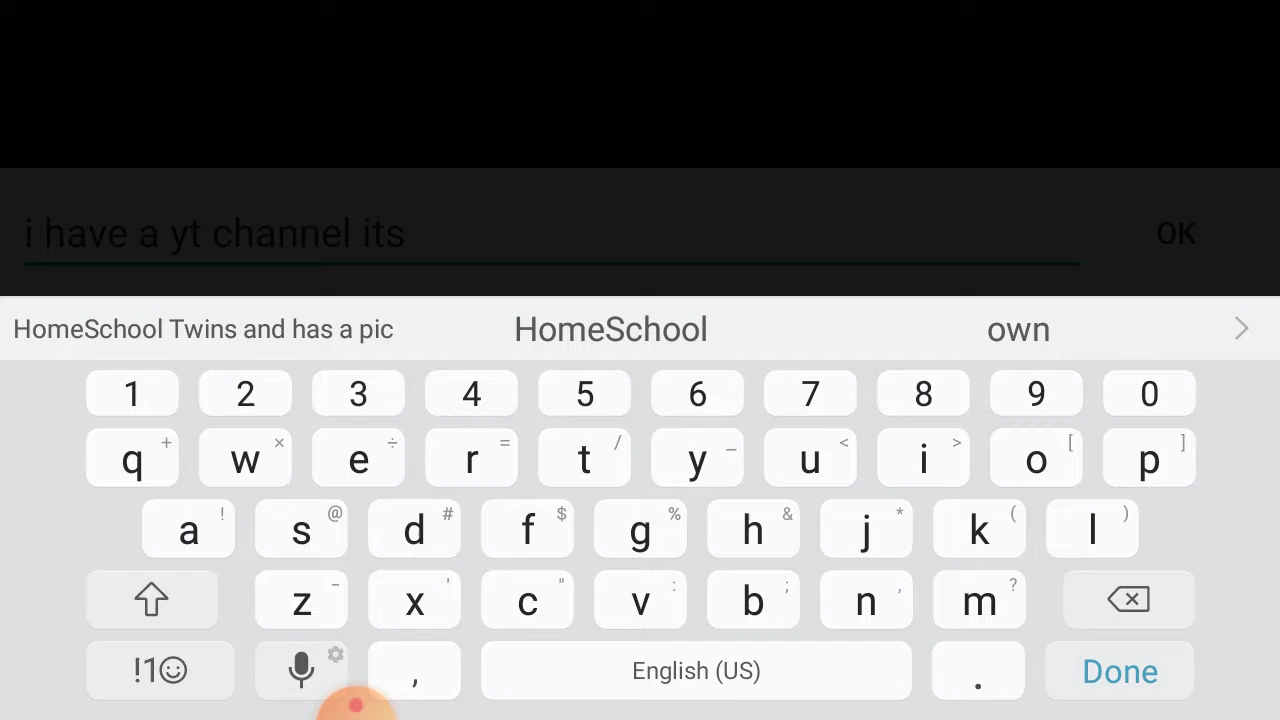 i have a yt channel its
OK
HomeSchool Twins and has a pic HomeSchool own
1 2 3 4 5 6 7 8 9 0
q + w × e ÷ r = t / y _ u < i > o [ p ]
a ! s @ d # f $ g % h & j * k ( l )
z - x ' c " v : b ; n , m ?
!1☺ , English (US) . Done